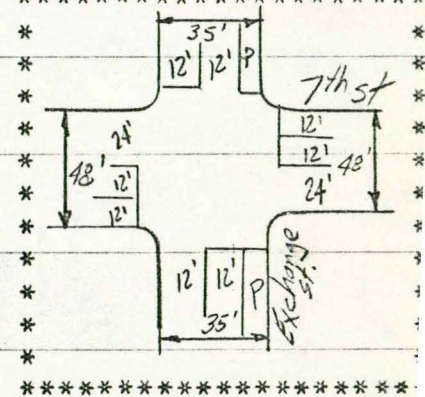 35'
12' 12' P
7th st
24' 12'
48' 12' 12' 48'
12' 24'
12' 12' P
35'
Exchange
st.